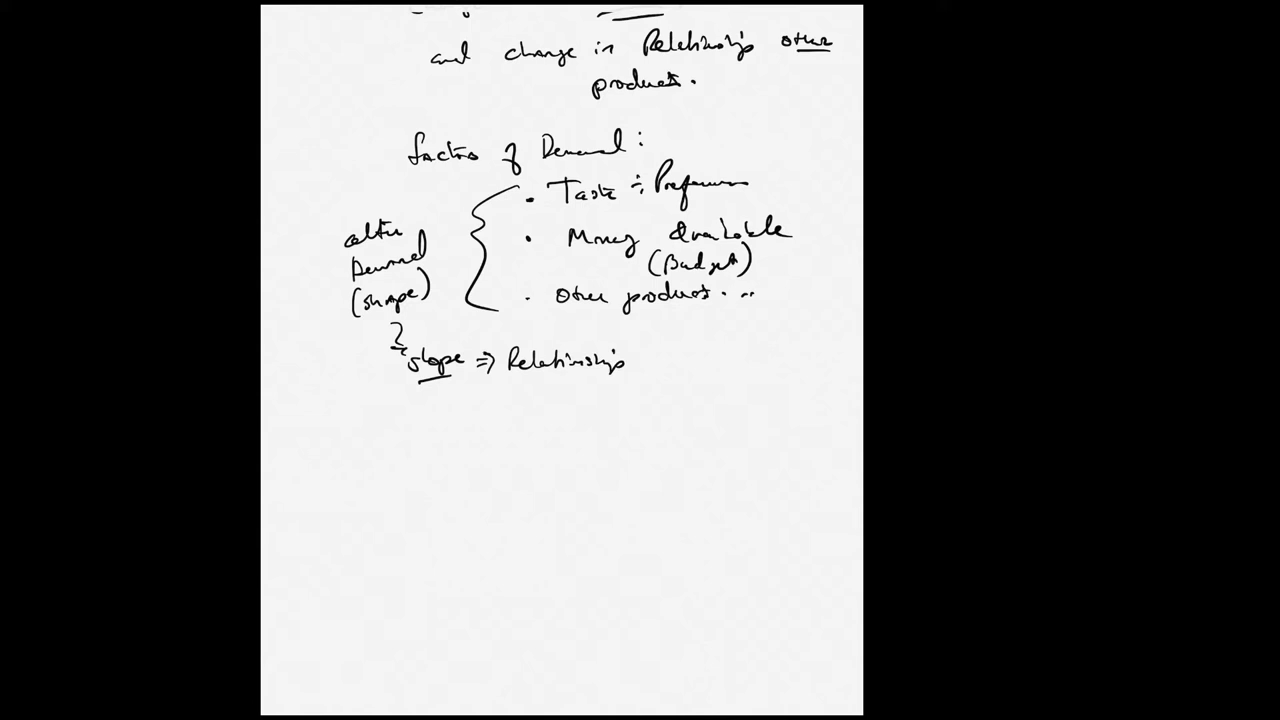 and change in Relationship other
products.
factors of Demand :
. Taste & Preferences
. Money Available
(Budget)
. Other products . ..
alter
Demand
(shape)
slope => Relationship